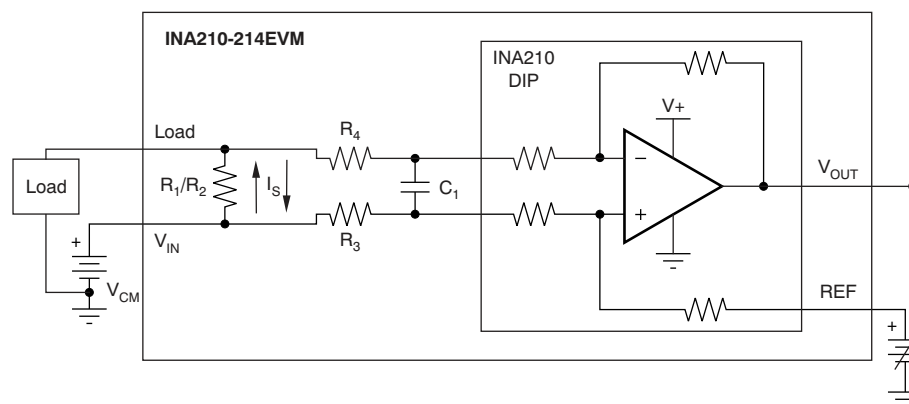 INA210-214EVM
INA210
DIP
V+
Load
R4
Load
R1/R2
IS
C1
−
+
VOUT
R3
VIN
+
VCM
REF
+